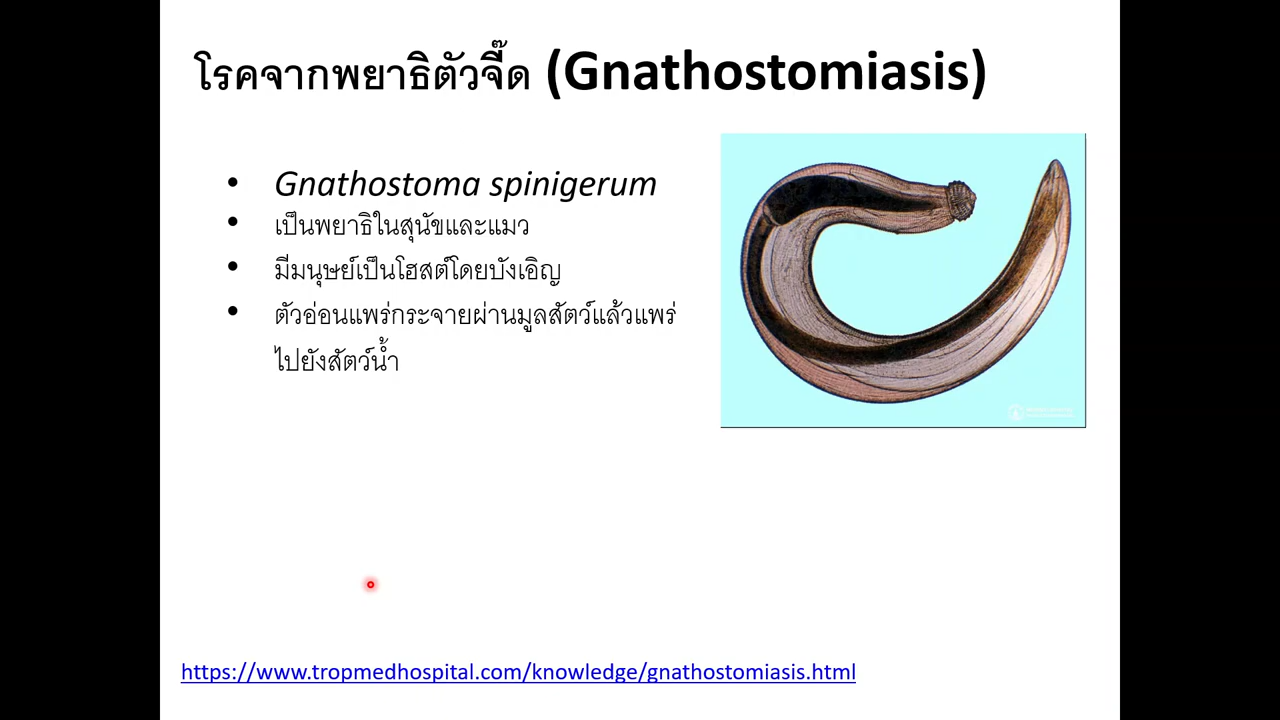 โรคจากพยาธิตัวจี๊ด (Gnathostomiasis)
• Gnathostoma spinigerum
• เป็นพยาธิในสุนัขและแมว
• มีมนุษย์เป็นโฮสต์โดยบังเอิญ
• ตัวอ่อนแพร่กระจายผ่านมูลสัตว์แล้วแพร่
ไปยังสัตว์น้ำ
https://www.tropmedhospital.com/knowledge/gnathostomiasis.html